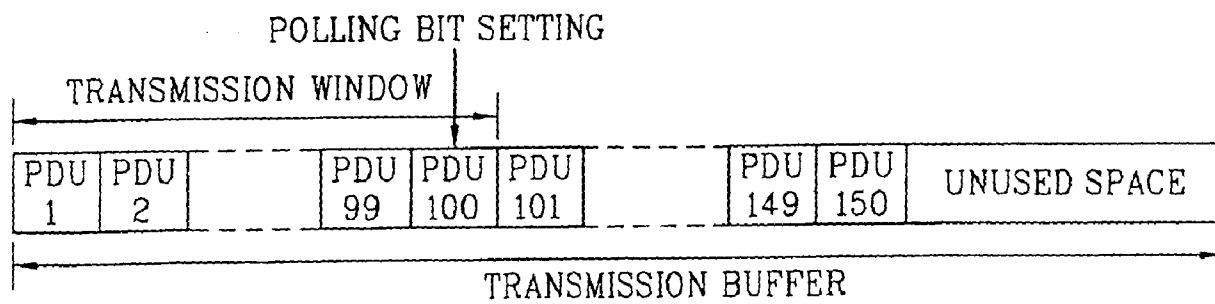 POLLING BIT SETTING
TRANSMISSION WINDOW
PDU 1
PDU 2
PDU 99
PDU 100
PDU 101
PDU 149
PDU 150
UNUSED SPACE
TRANSMISSION BUFFER